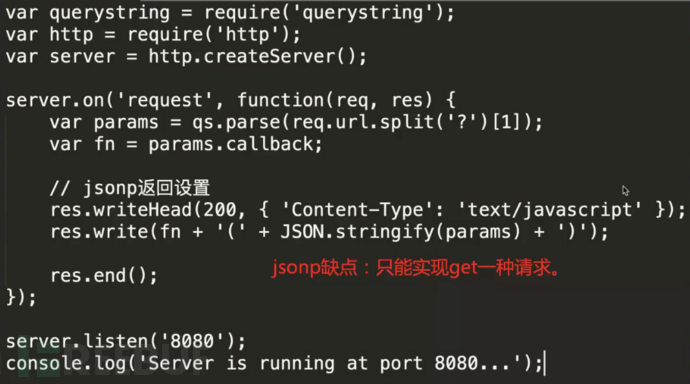 var querystring = require('querystring');
var http = require('http');
var server = http.createServer();
server.on('request', function(req, res) {
var params = qs.parse(req.url.split('?')[1]);
var fn = params.callback;
// jsonp返回设置
res.writeHead(200, { 'Content-Type': 'text/javascript' });
res.write(fn + '(' + JSON.stringify(params) + ')');
res.end();
jsonp缺点：只能实现get一种请求。
});
server.listen('8080');
console.log('Server is running at port 8080...');